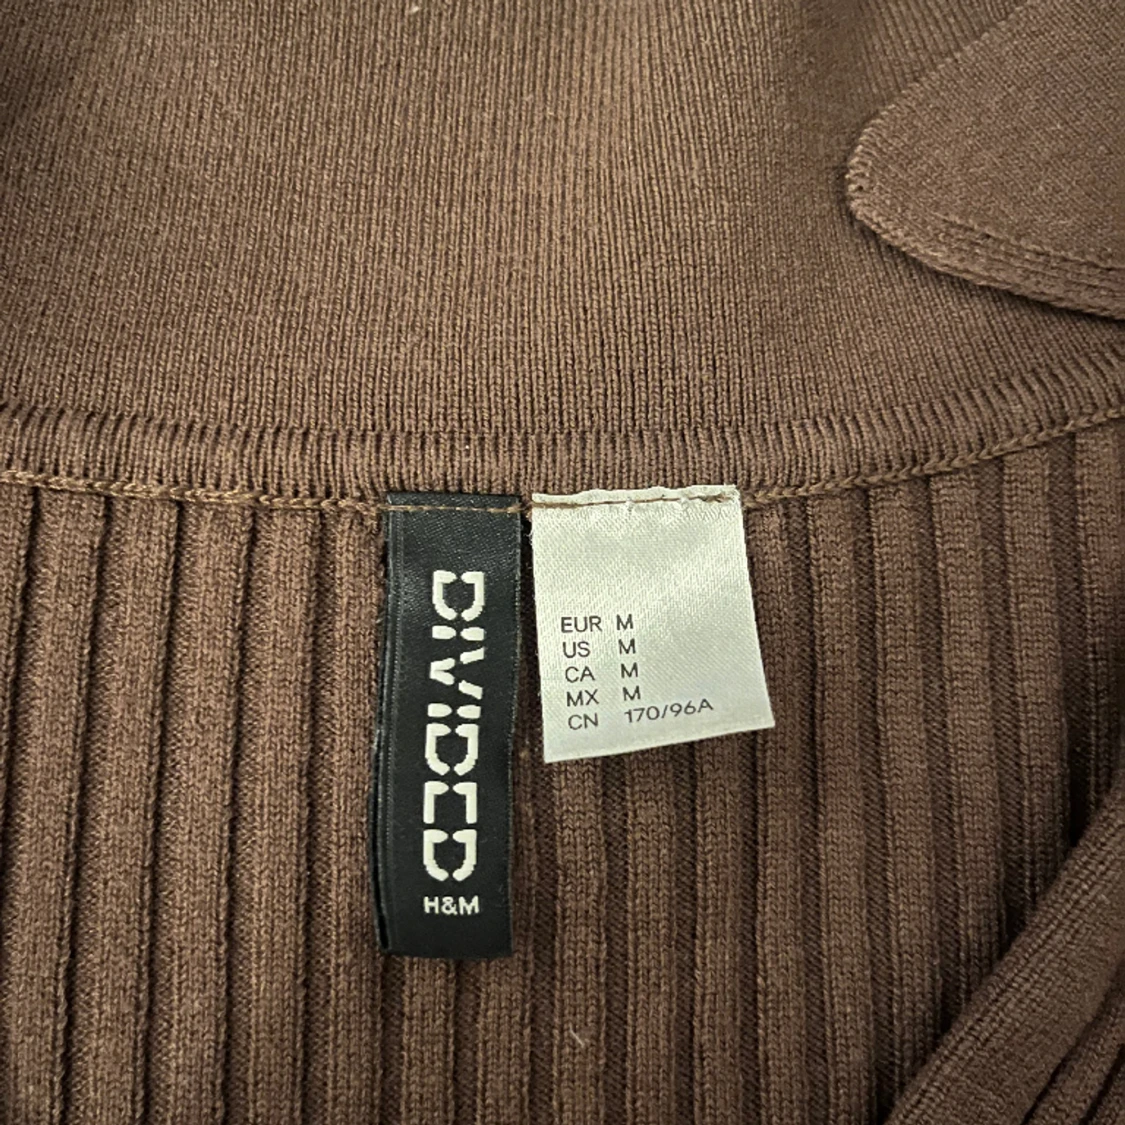 DIVIDED
H&M
EUR M
US M
CA M
MX M
CN 170/96A